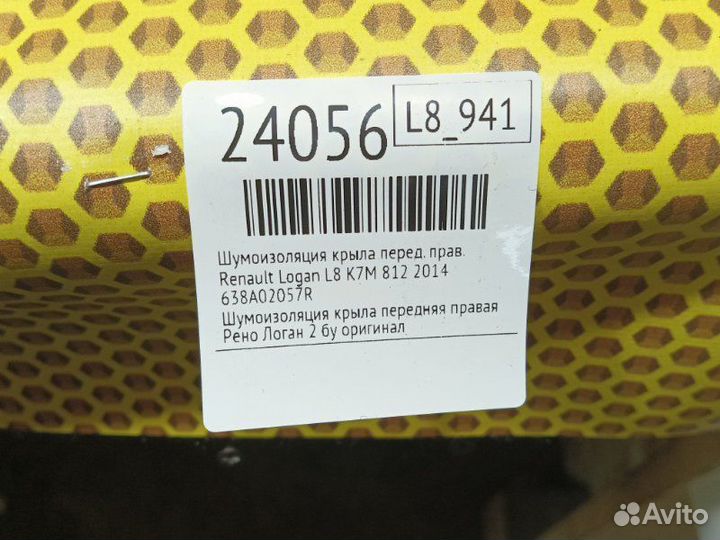 24056
L8_941
Шумоизоляция крыла перед. прав.
Renault Logan L8 K7M 812 2014
638A02057R
Шумоизоляция крыла передняя правая
Рено Логан 2 бу оригинал
Avito